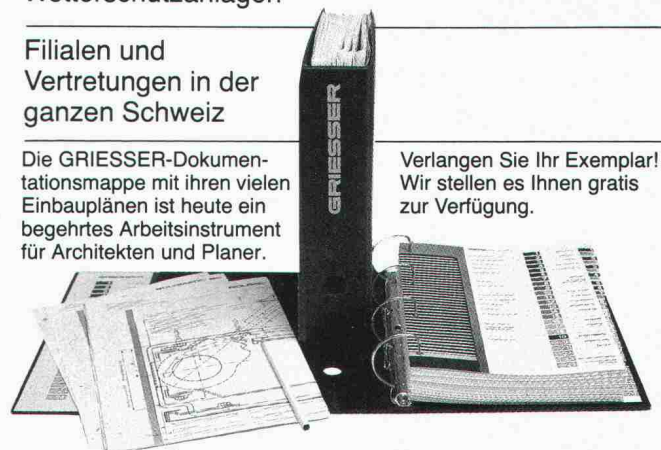 Wetterschutzanlagen
Filialen und
Vertretungen in der
ganzen Schweiz
Die GRIESSER-Dokumen-
tationsmappe mit ihren vielen
Einbauplänen ist heute ein
begehrtes Arbeitsinstrument
für Architekten und Planer.
GRIESSER
Verlangen Sie Ihr Exemplar!
Wir stellen es Ihnen gratis
zur Verfügung.